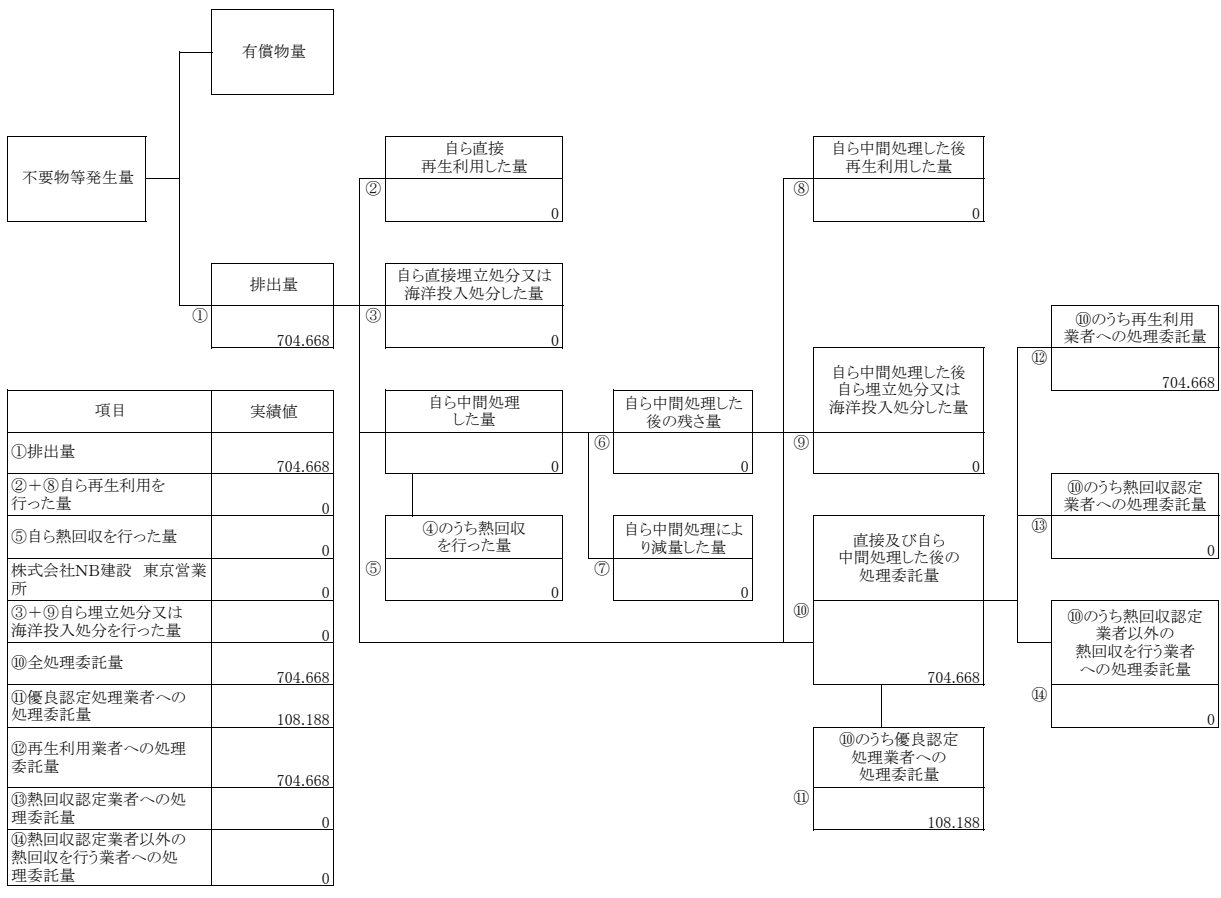 有償物量
不要物等発生量
自ら直接
再生利用した量
②
0
自ら中間処理した後
再生利用した量
⑧
0
排出量
①
704.668
自ら直接埋立処分又は
海洋投入処分した量
③
0
⑩のうち再生利用
業者への処理委託量
⑫
704.668
自ら中間処理した後
自ら埋立処分又は
海洋投入処分した量
⑨
0
自ら中間処理
した量
0
自ら中間処理した
後の残さ量
⑥
0
④のうち熱回収
を行った量
⑤
0
自ら中間処理によ
り減量した量
⑦
0
直接及び自ら
中間処理した後の
処理委託量
⑩
704.668
⑩のうち熱回収認定
業者への処理委託量
⑬
0
⑩のうち熱回収認定
業者以外の
熱回収を行う業者
への処理委託量
⑭
0
⑩のうち優良認定
処理業者への
処理委託量
⑪
108.188
項目 実績値
①排出量
704.668
②＋⑧自ら再生利用を
行った量
0
⑤自ら熱回収を行った量
0
株式会社NB建設　東京営業
所
0
③＋⑨自ら埋立処分又は
海洋投入処分を行った量
0
⑩全処理委託量
704.668
⑪優良認定処理業者への
処理委託量
108.188
⑫再生利用業者への処理
委託量
704.668
⑬熱回収認定業者への処
理委託量
0
⑭熱回収認定業者以外の
熱回収を行う業者への処
理委託量
0